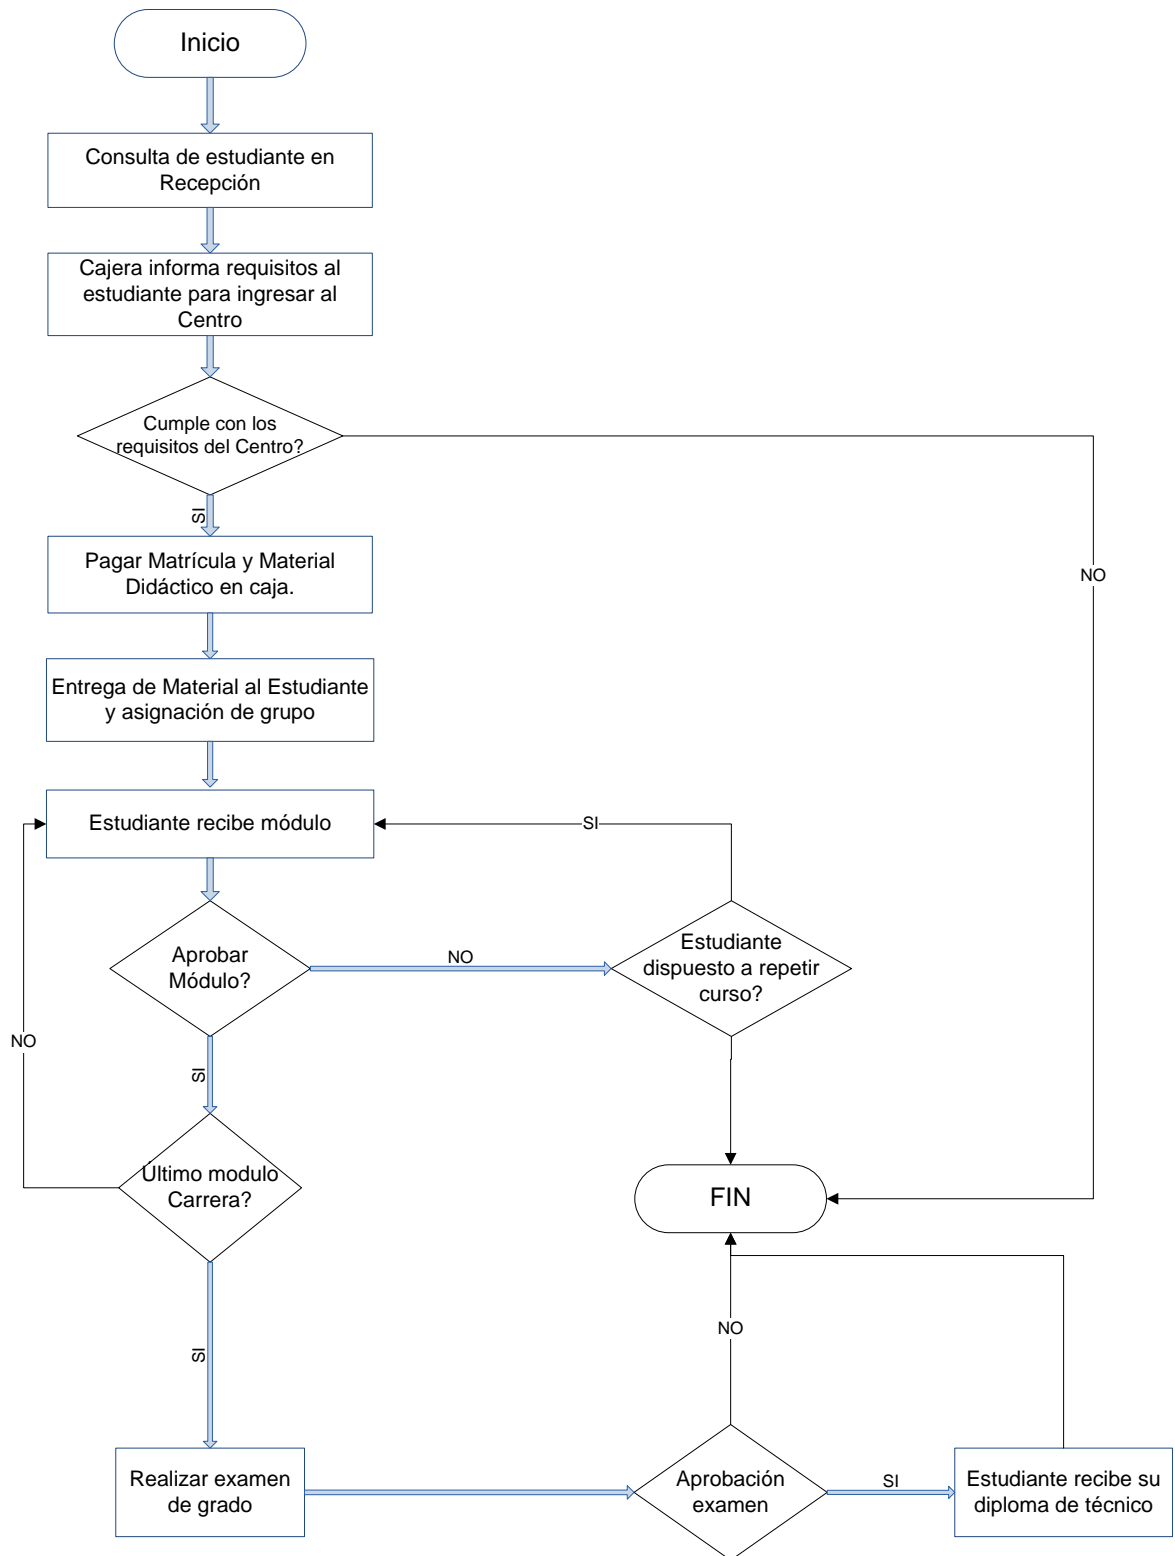 Inicio
Consulta de estudiante en
Recepción
Cajera informa requisitos al
estudiante para ingresar al
Centro
Cumple con los
requisitos del Centro?
SI
NO
Pagar Matrícula y Material
Didáctico en caja.
Entrega de Material al Estudiante
y asignación de grupo
Estudiante recibe módulo
SI
Aprobar
Módulo?
NO
Estudiante
dispuesto a repetir
curso?
NO
SI
Último modulo
Carrera?
FIN
SI
NO
Realizar examen
de grado
Aprobación
examen
SI
Estudiante recibe su
diploma de técnico